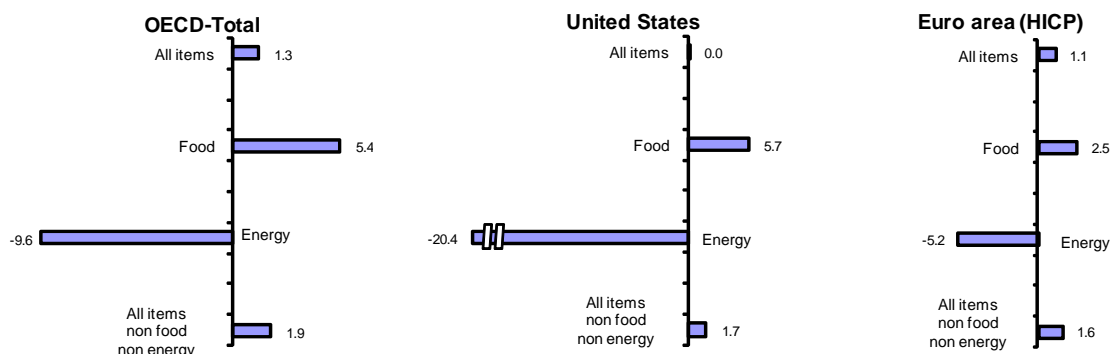 OECD-Total
All items
1.3
Food
5.4
-9.6
Energy
All items
non food
non energy
1.9
United States
All items
0.0
Food
5.7
-20.4
Energy
All items
non food
non energy
1.7
Euro area (HICP)
All items
1.1
Food
2.5
-5.2
Energy
All items
non food
non energy
1.6